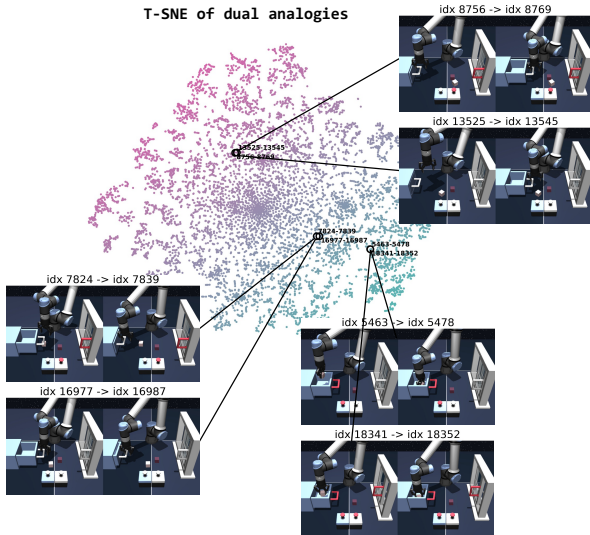 T-SNE of dual analogies
idx 8756 -> idx 8769
idx 13525 -> idx 13545
13525-13545
8756-8769
7824-7839
16977-16987
5463-5478
18341-18352
idx 7824 -> idx 7839
idx 16977 -> idx 16987
idx 5463 -> idx 5478
idx 18341 -> idx 18352